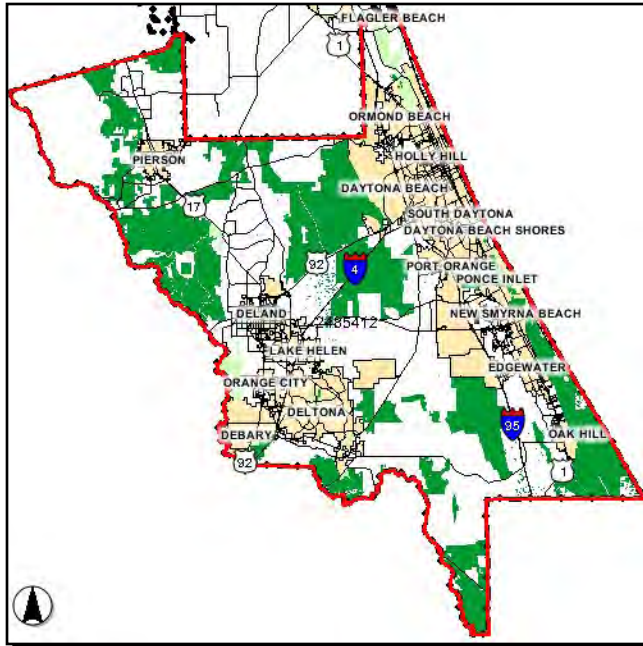 FLAGLER BEACH
1
ORMOND BEACH
HOLLY HILL
PIERSON
DAYTONA BEACH
17
SOUTH DAYTONA
DAYTONA BEACH SHORES
92
4
PORT ORANGE
PONCE INLET
DELAND
NEW SMYRNA BEACH
LAKE HELEN
EDGEWATER
ORANGE CITY
DELTONA
95
DEBARY
OAK HILL
92
1